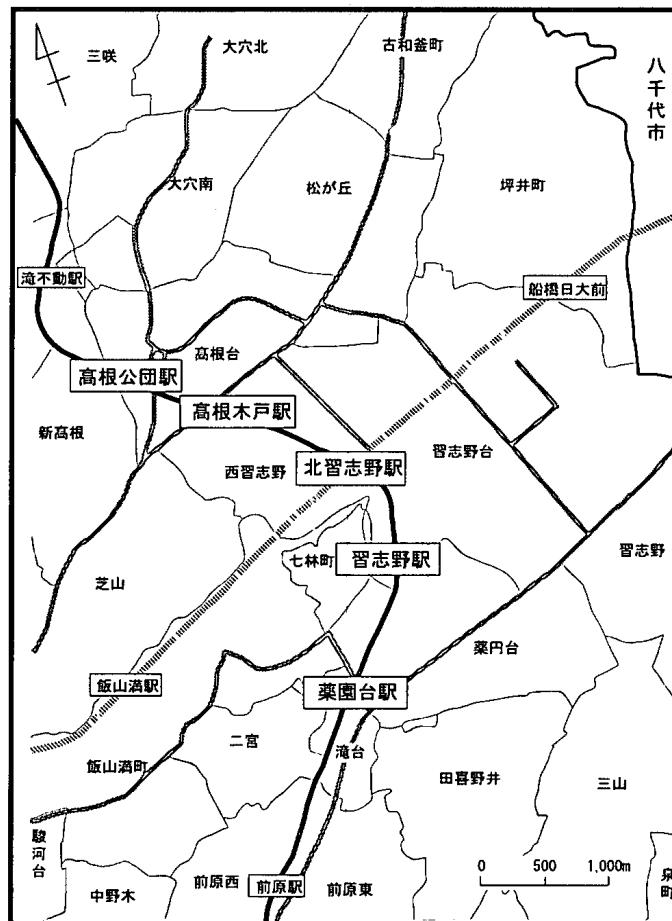 三咲
大穴北
古和釜町
八千代市
大穴南
松が丘
坪井町
滝不動駅
船橋日大前
高根台
高根公団駅
高根木戸駅
新高根
西習志野
北習志野駅
習志野台
七林町
習志野駅
習志野
芝山
薬円台
飯山満駅
薬園台駅
二宮
滝台
飯山満町
田喜野井
三山
駿河台
中野木
前原西
前原駅
前原東
0 500 1,000m
泉町